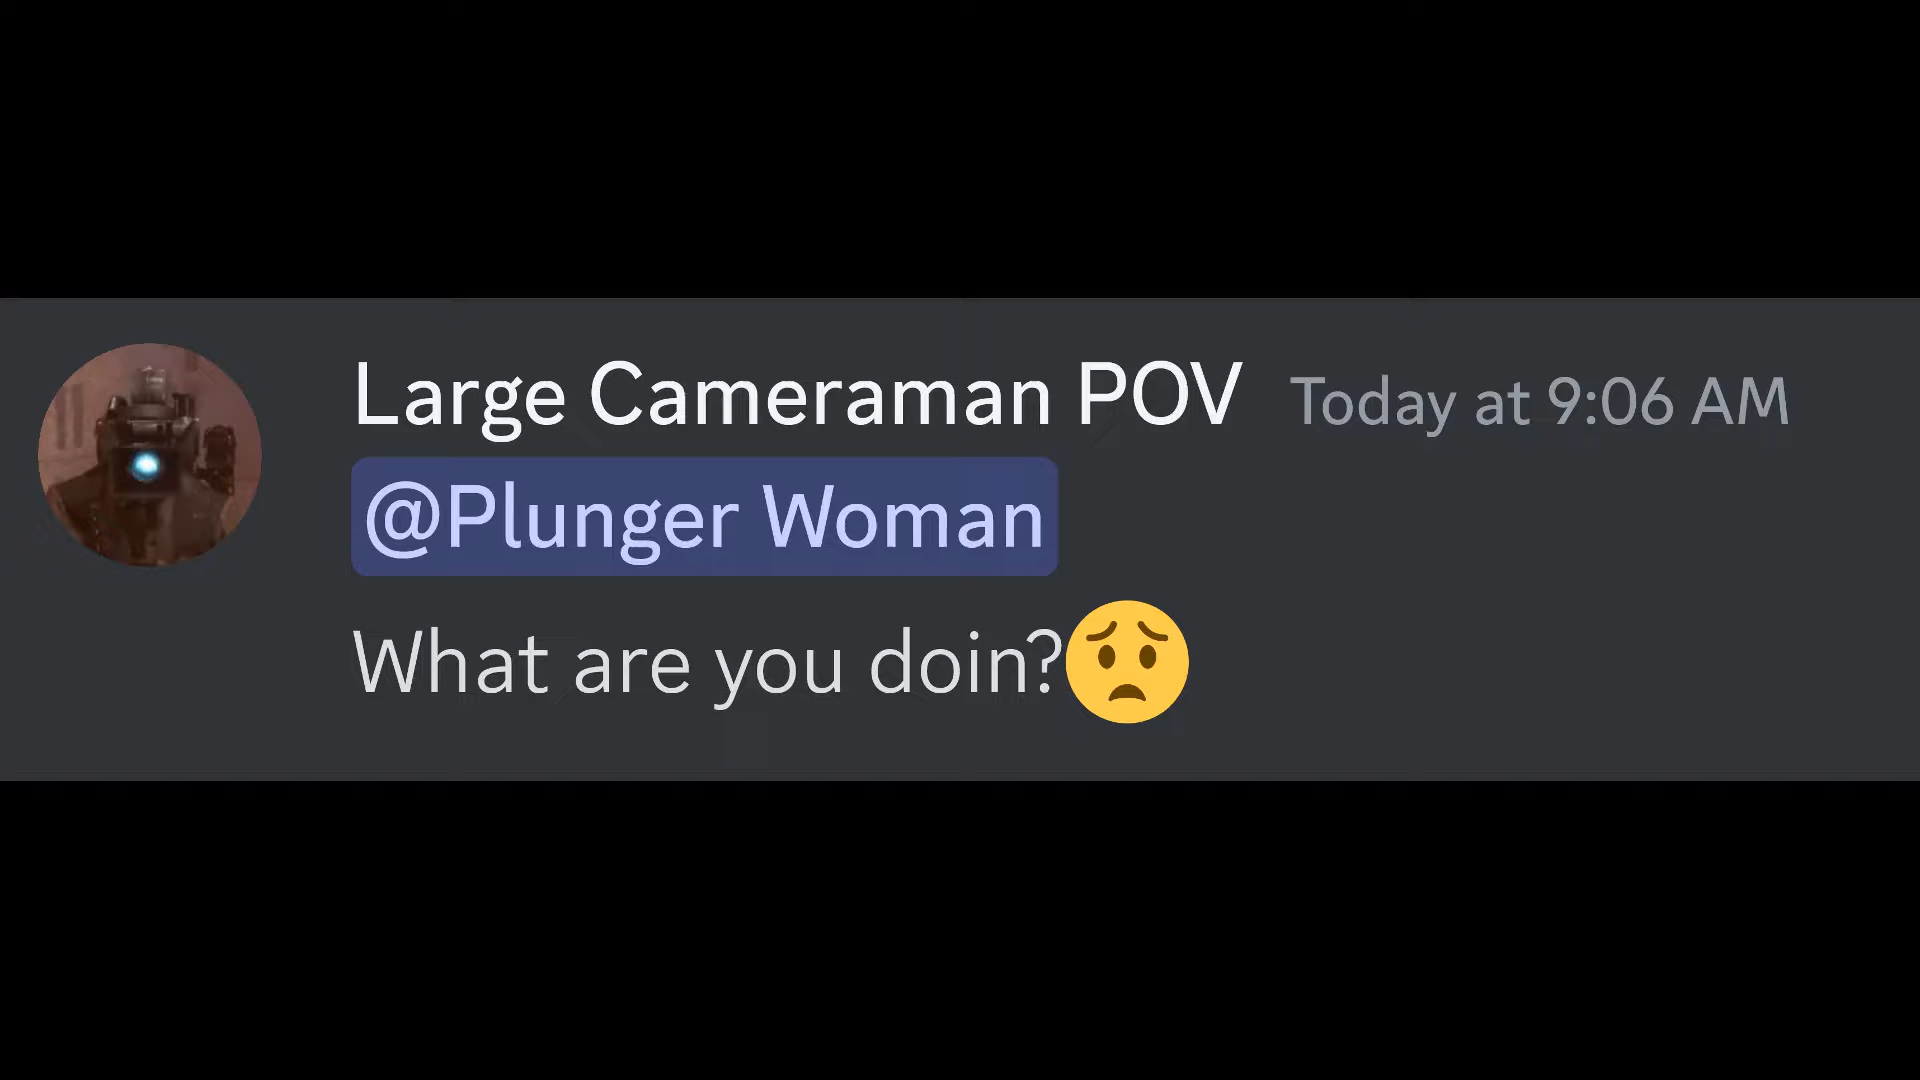 Large Cameraman POV Today at 9:06 AM
@Plunger Woman
What are you doin?😟